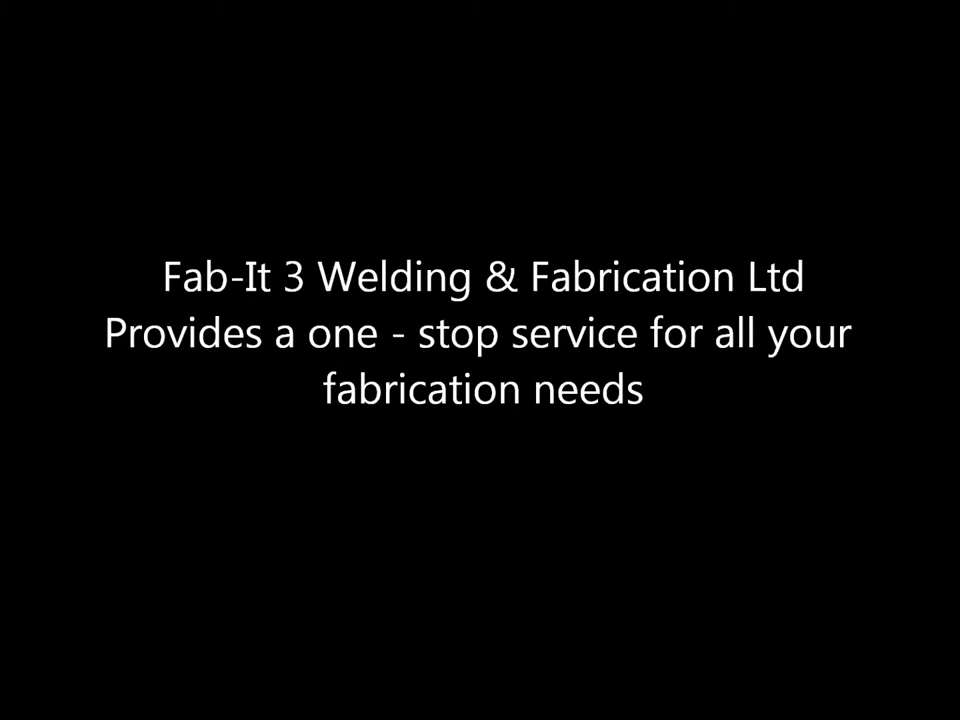 Fab-It 3 Welding & Fabrication Ltd
Provides a one - stop service for all your
fabrication needs